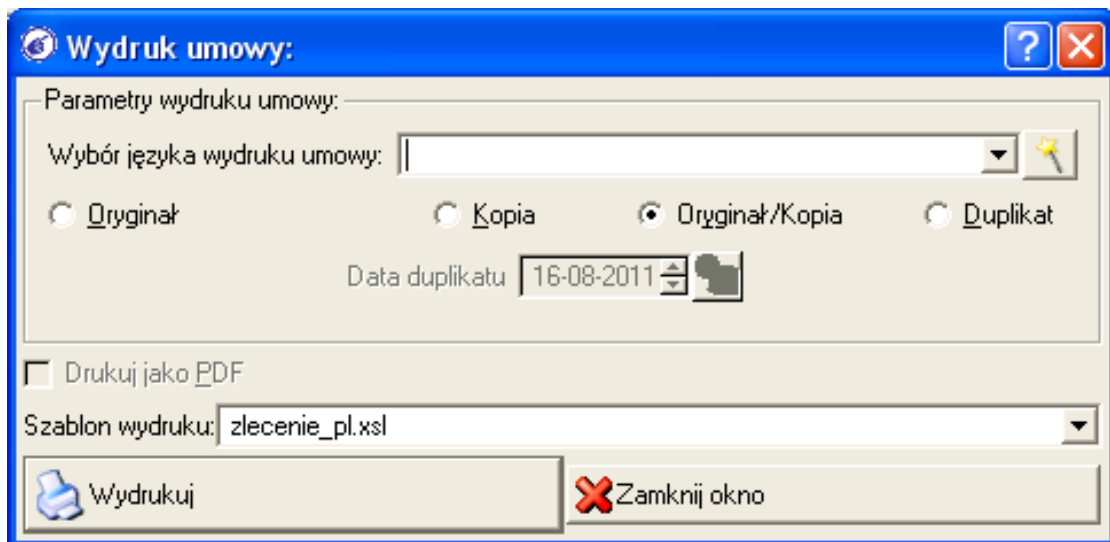 Wydruk umowy:
Parametry wydruku umowy:
Wybór języka wydruku umowy:
Oryginał Kopia Oryginał/Kopia Duplikat
Data duplikatu 16-08-2011
Drukuj jako PDF
Szablon wydruku: zlecenie_pl.xsl
Wydrukuj Zamknij okno